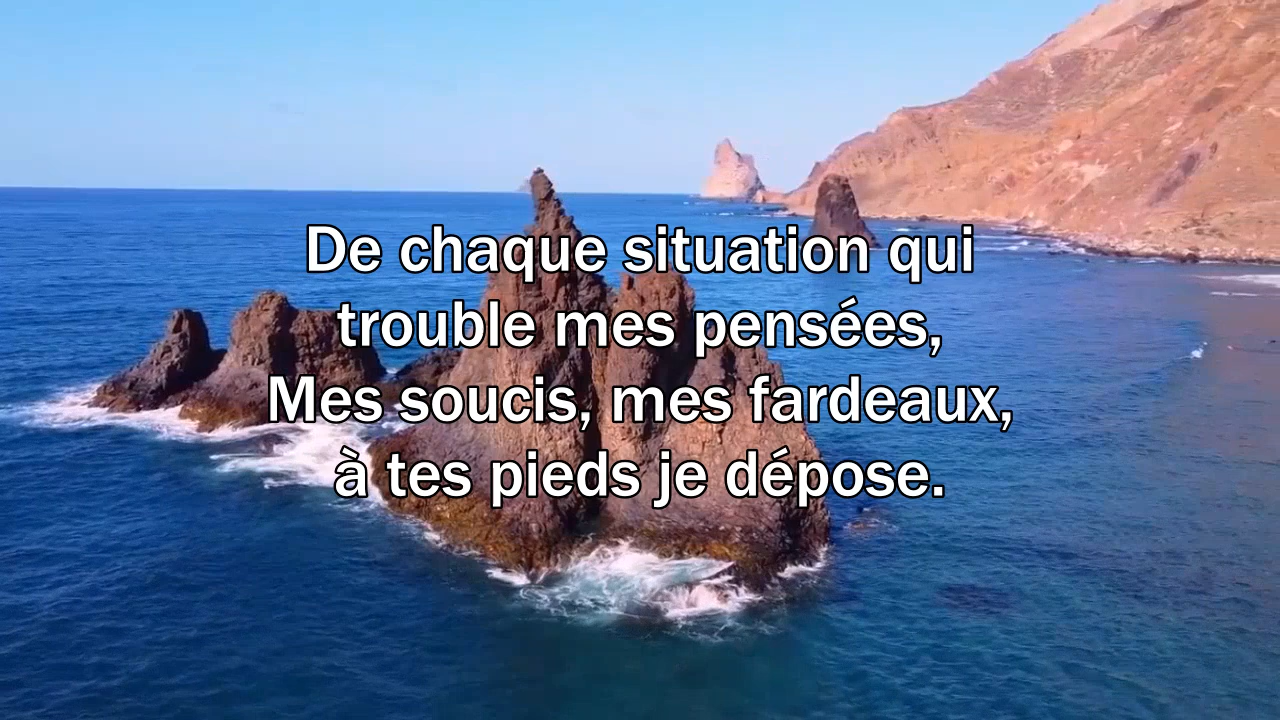 De chaque situation qui
trouble mes pensées,
Mes soucis, mes fardeaux,
à tes pieds je dépose.